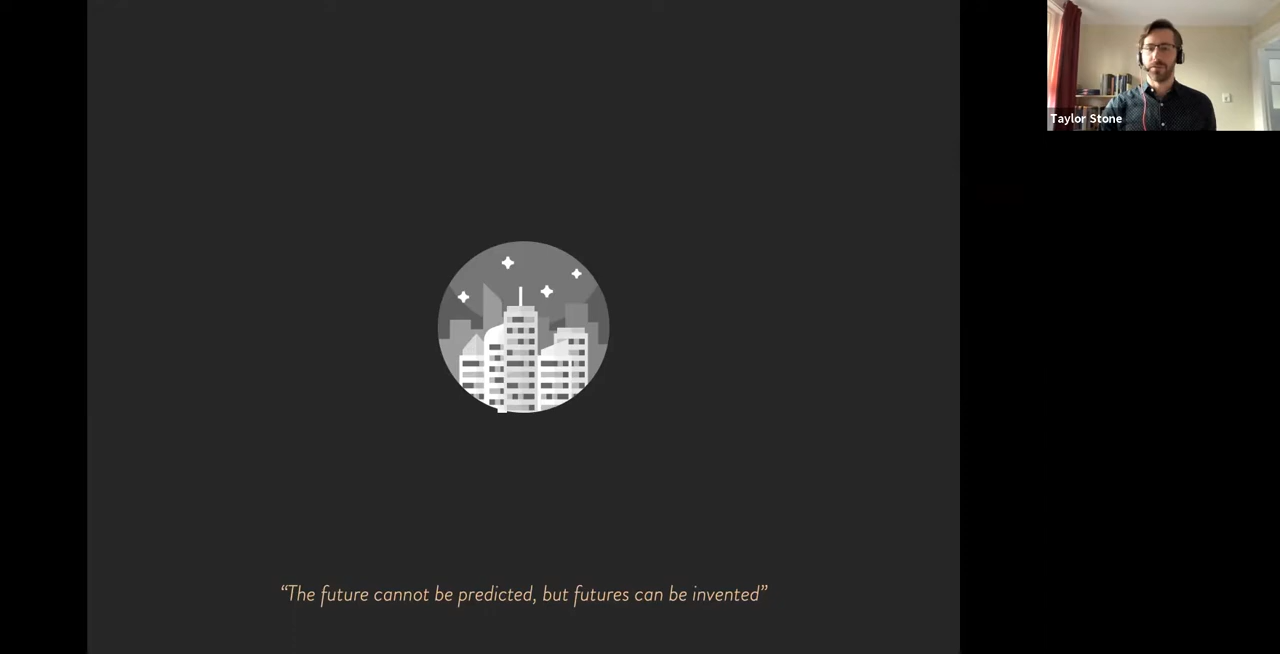 Taylor Stone
“The future cannot be predicted, but futures can be invented”